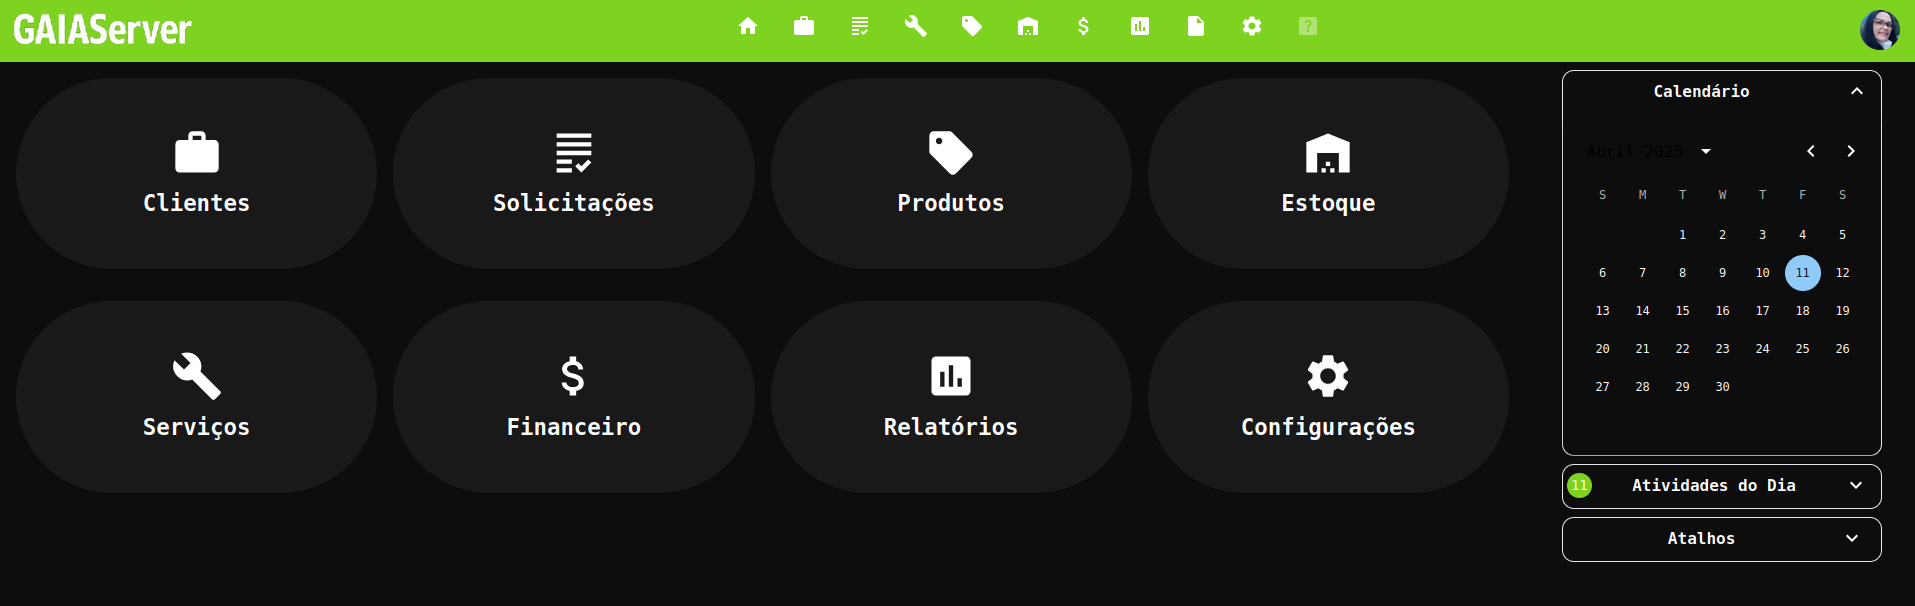 GAIAServer
?
Clientes
Solicitações
Produtos
Estoque
Serviços
Financeiro
Relatórios
Configurações
Calendário
Abril 2025
S M T W T F S
1 2 3 4 5
6 7 8 9 10 11 12
13 14 15 16 17 18 19
20 21 22 23 24 25 26
27 28 29 30
11 Atividades do Dia
Atalhos